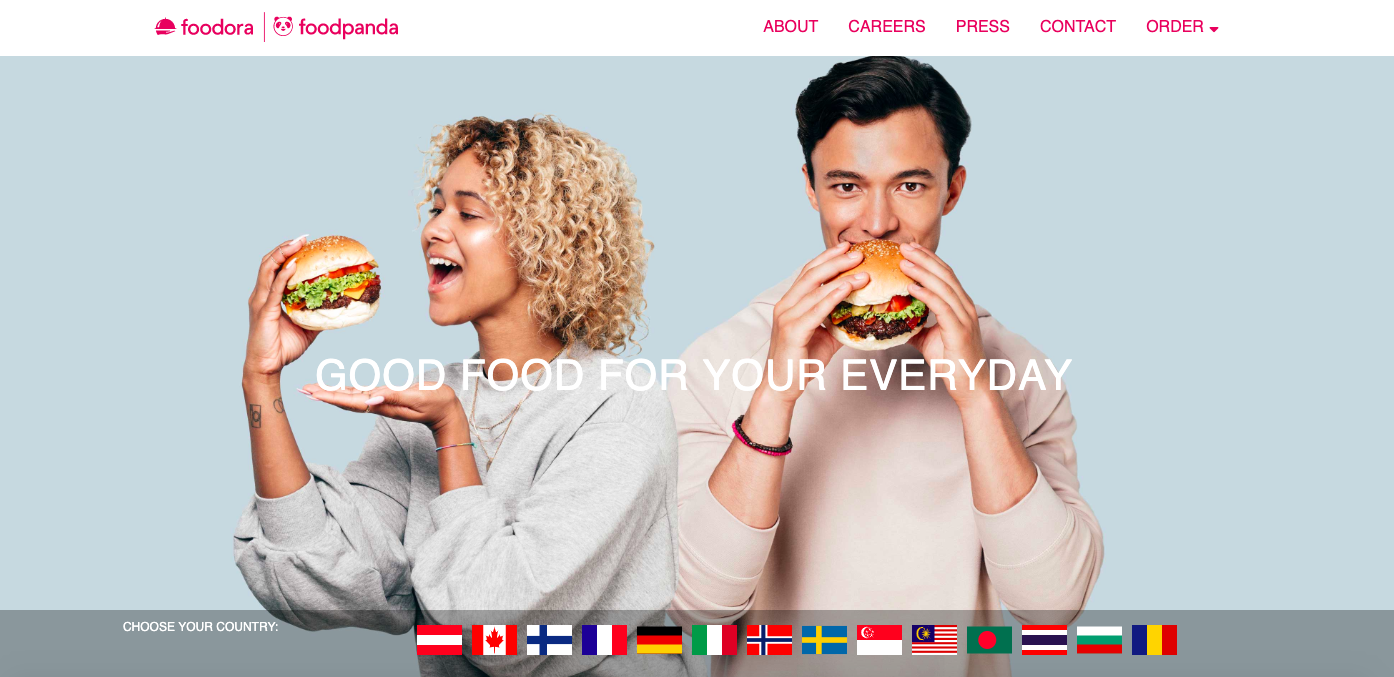 foodora | foodpanda
ABOUT CAREERS PRESS CONTACT ORDER
GOOD FOOD FOR YOUR EVERYDAY
CHOOSE YOUR COUNTRY: